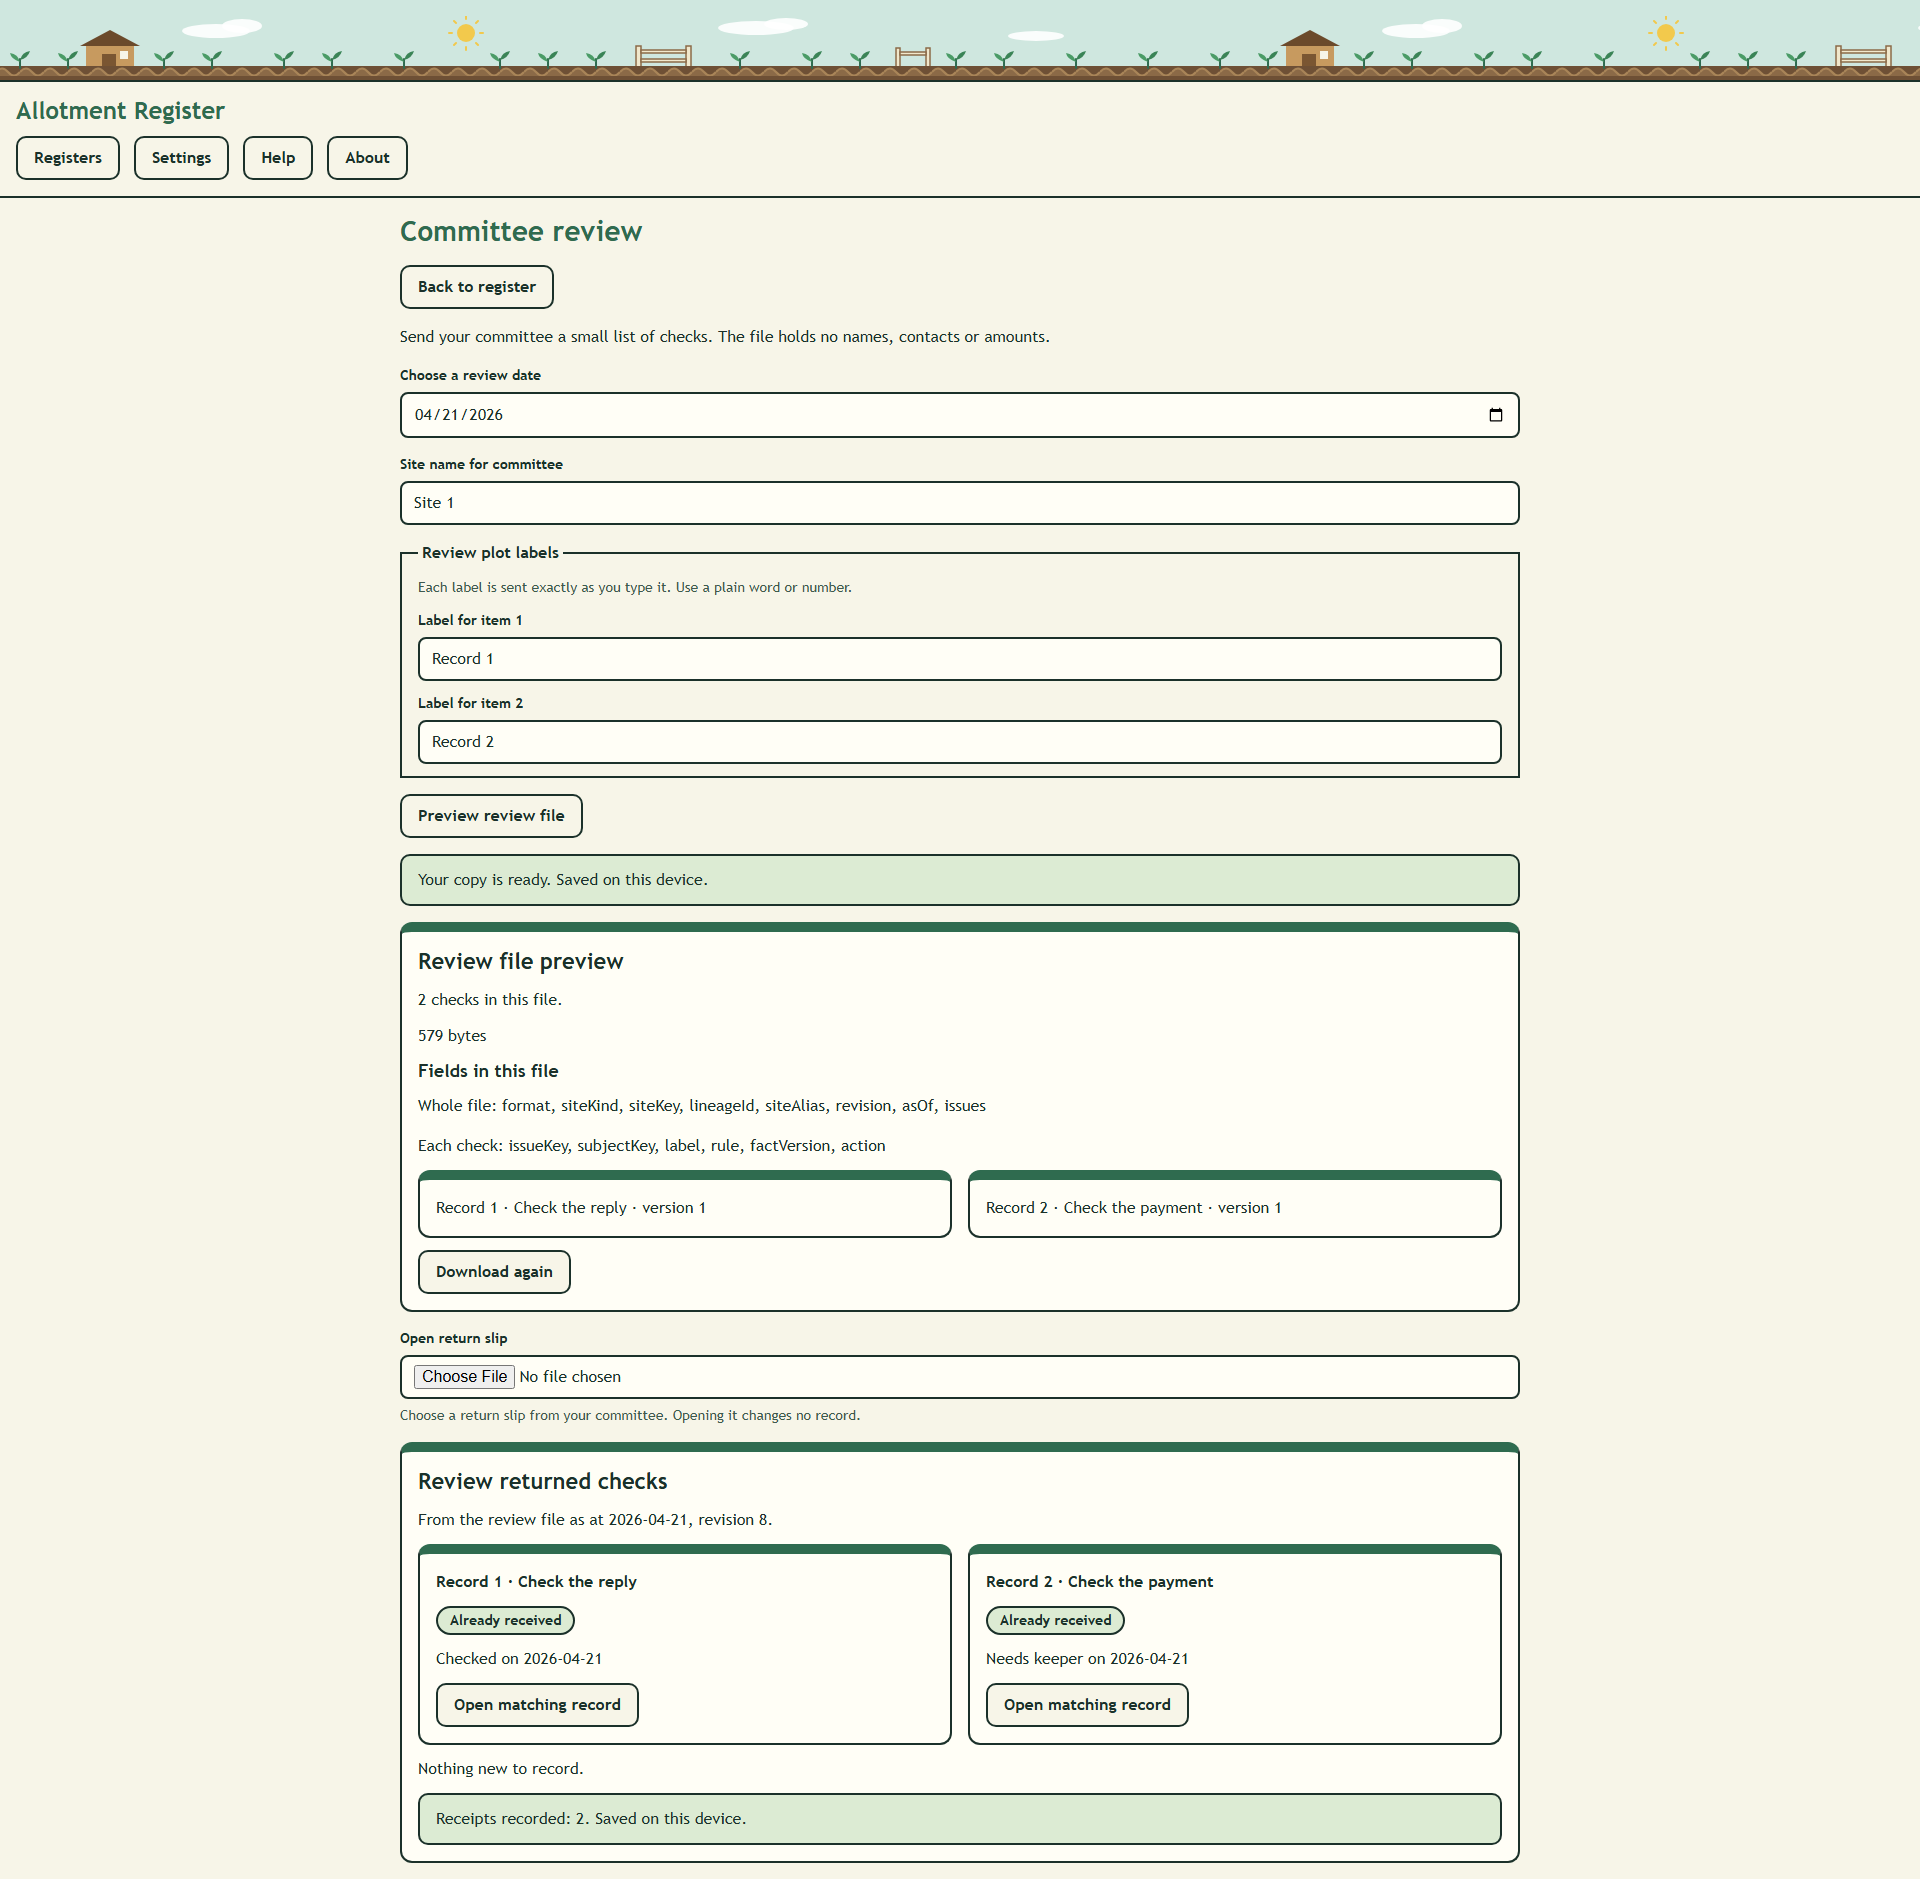 Allotment Register
Registers Settings Help About
Committee review
Back to register
Send your committee a small list of checks. The file holds no names, contacts or amounts.
Choose a review date
04/21/2026
Site name for committee
Site 1
Review plot labels
Each label is sent exactly as you type it. Use a plain word or number.
Label for item 1
Record 1
Label for item 2
Record 2
Preview review file
Your copy is ready. Saved on this device.
Review file preview
2 checks in this file.
579 bytes
Fields in this file
Whole file: format, siteKind, siteKey, lineageId, siteAlias, revision, asOf, issues
Each check: issueKey, subjectKey, label, rule, factVersion, action
Record 1 · Check the reply · version 1
Record 2 · Check the payment · version 1
Download again
Open return slip
Choose File No file chosen
Choose a return slip from your committee. Opening it changes no record.
Review returned checks
From the review file as at 2026-04-21, revision 8.
Record 1 · Check the reply
Already received
Checked on 2026-04-21
Open matching record
Record 2 · Check the payment
Already received
Needs keeper on 2026-04-21
Open matching record
Nothing new to record.
Receipts recorded: 2. Saved on this device.